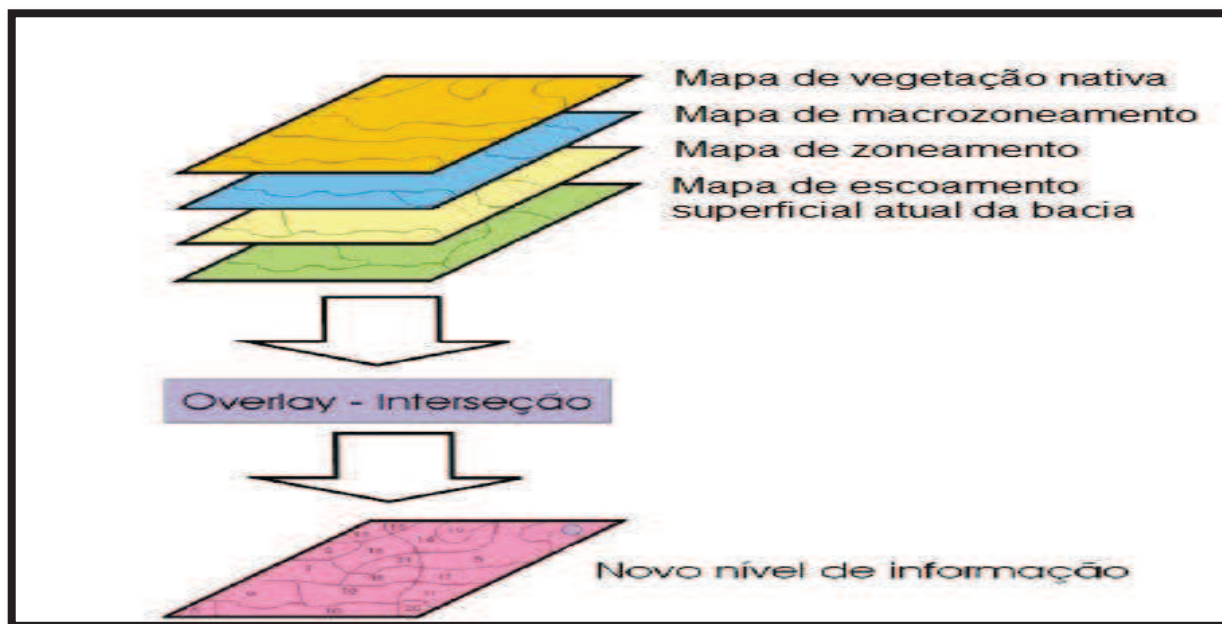 Mapa de vegetação nativa
Mapa de macrozoneamento
Mapa de zoneamento
Mapa de escoamento
superficial atual da bacia
Overlay - Interseção
Novo nível de informação